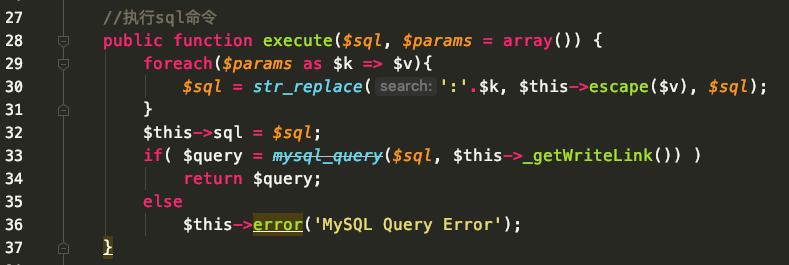 27 //执行sql命令
28 public function execute($sql, $params = array()) {
29 foreach($params as $k => $v){
30 $sql = str_replace( search: ':'.$k, $this->escape($v), $sql);
31 }
32 $this->sql = $sql;
33 if( $query = mysql_query($sql, $this->_getWriteLink()) )
34 return $query;
35 else
36 $this->error('MySQL Query Error');
37 }